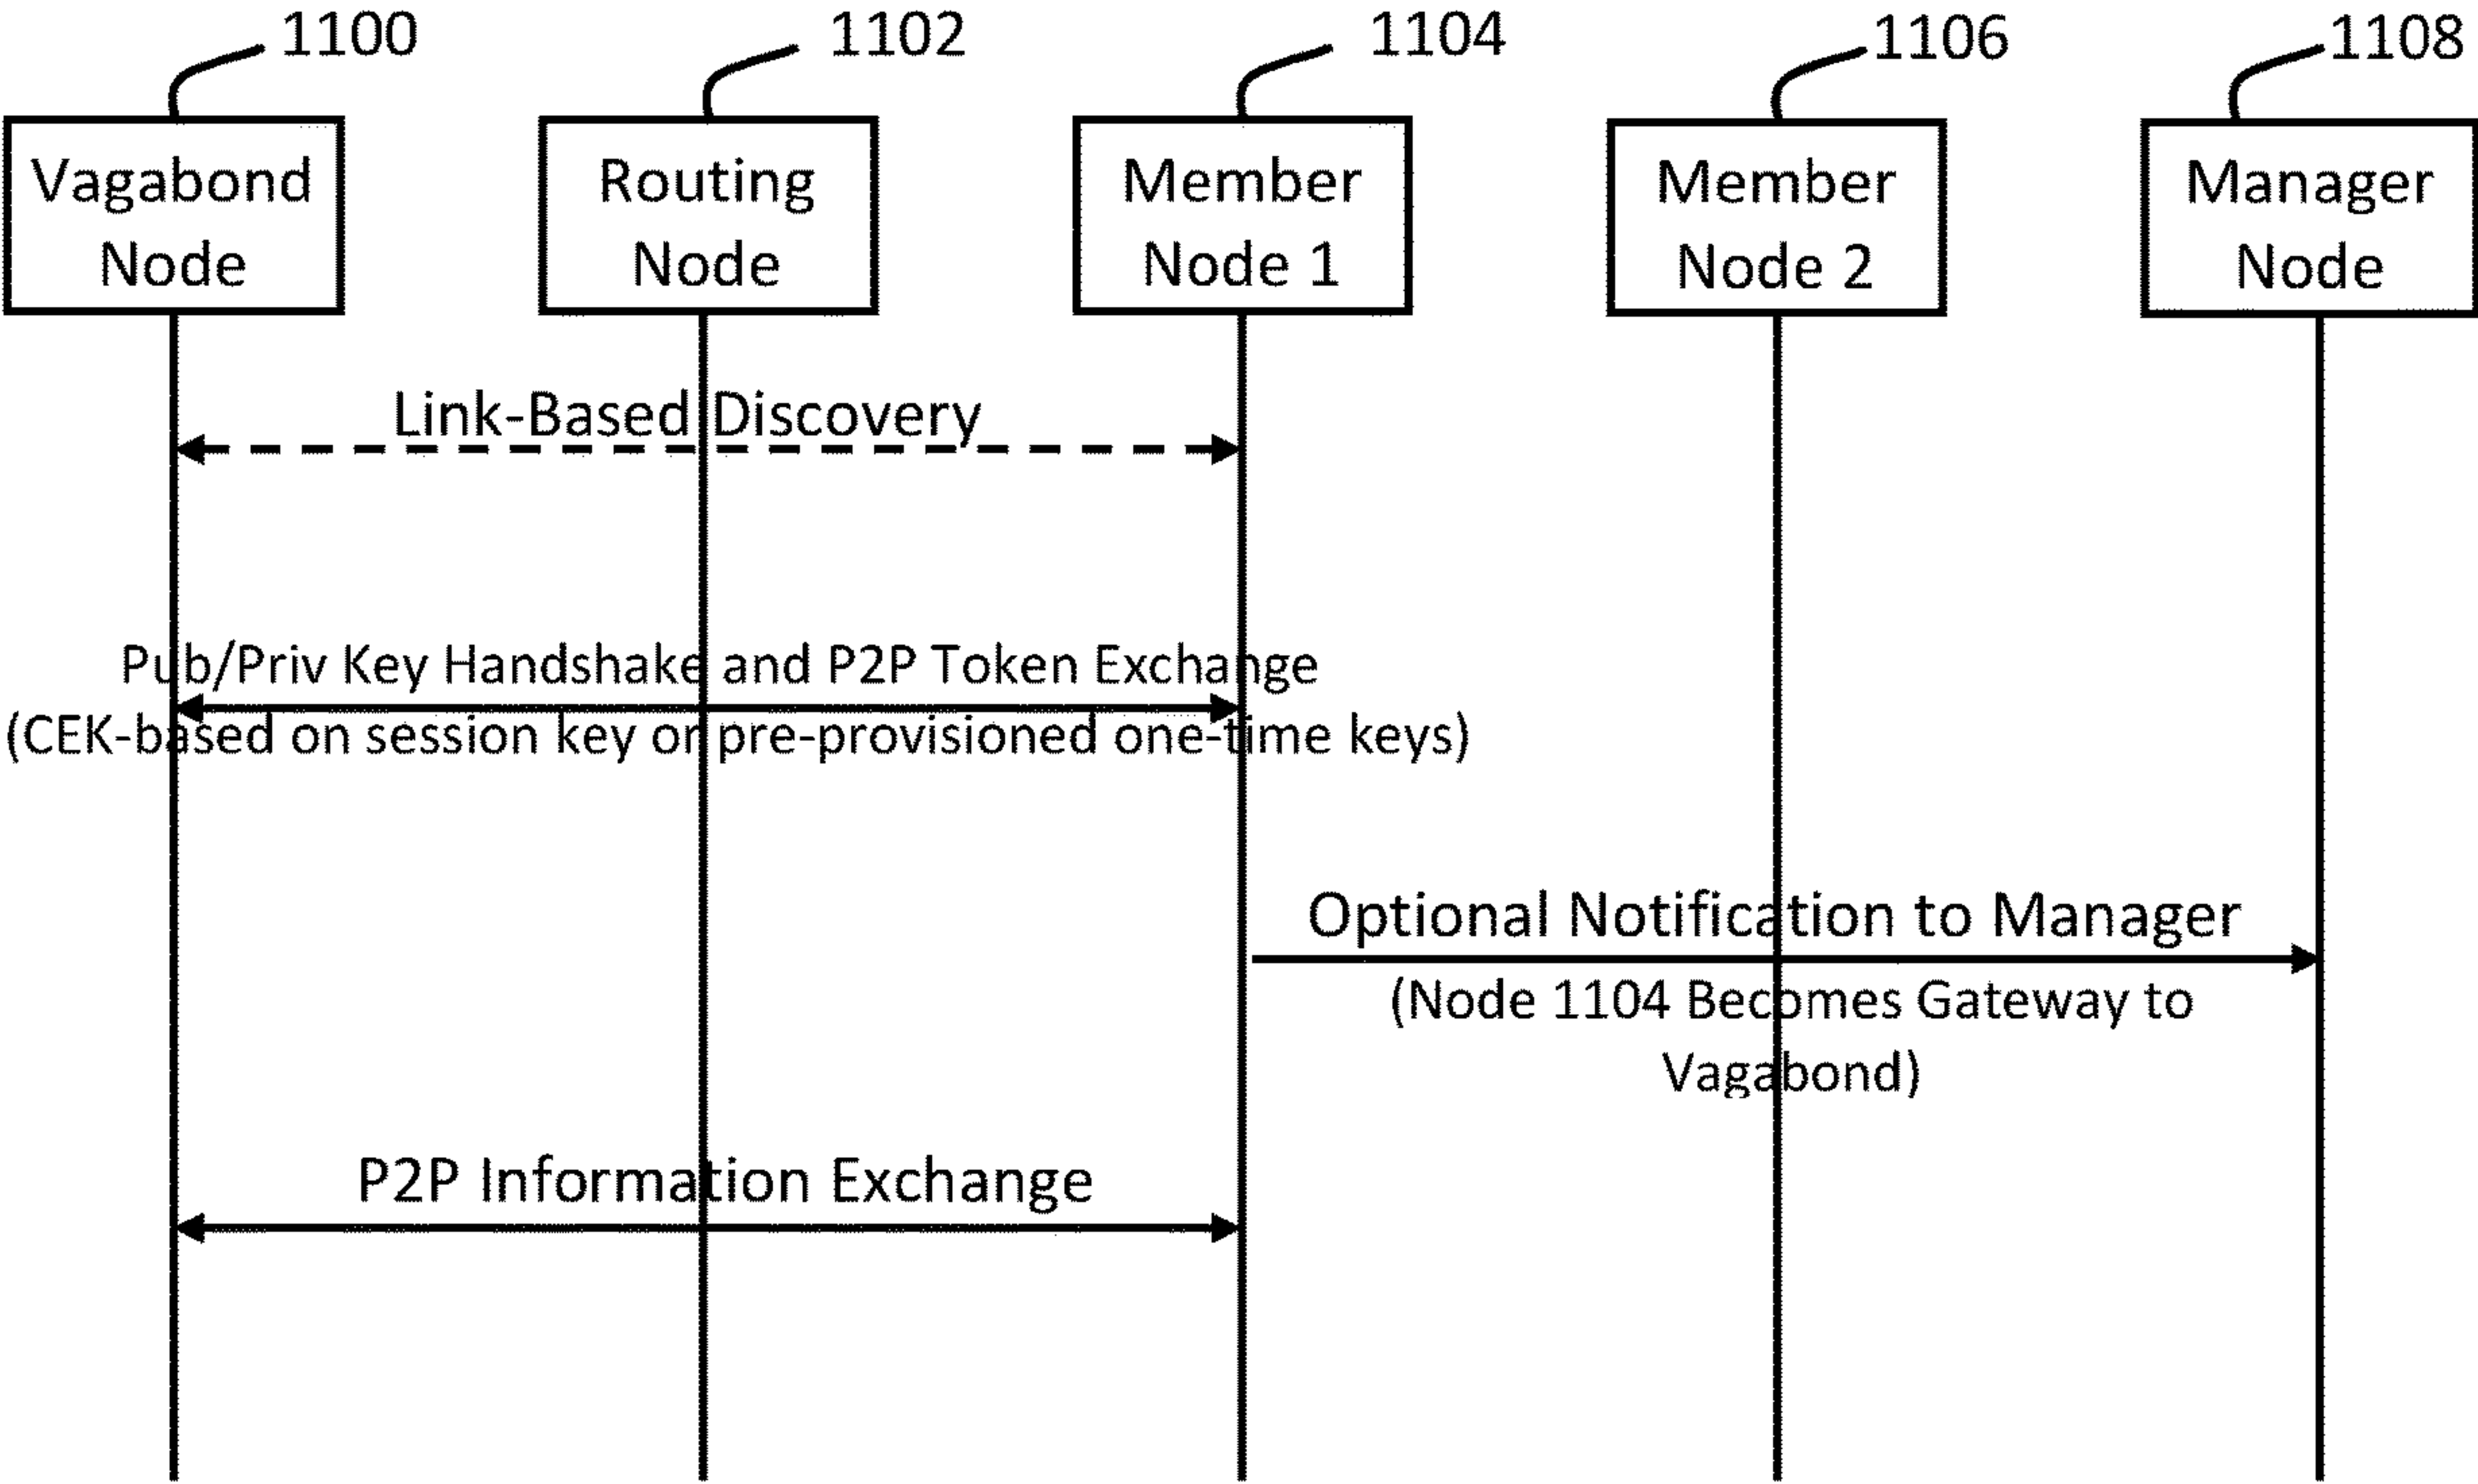 1100
1102
1104
1106
1108
Vagabond
Node
Routing
Node
Member
Node 1
Member
Node 2
Manager
Node
Link-Based Discovery
Pub/Priv Key Handshake and P2P Token Exchange
(CEK-based on session key or pre-provisioned one-time keys)
Optional Notification to Manager
(Node 1104 Becomes Gateway to
Vagabond)
P2P Information Exchange